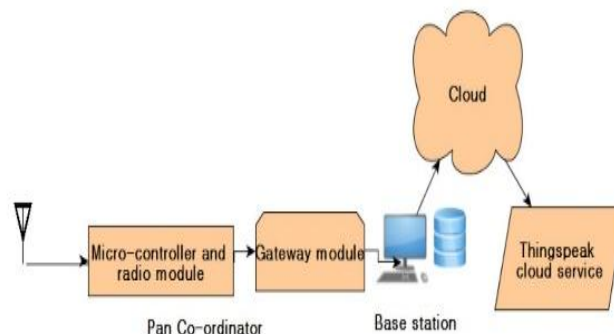 Cloud
Micro-controller and
radio module
Gateway module
Thingspeak
cloud service
Pan Co-ordinator
Base station